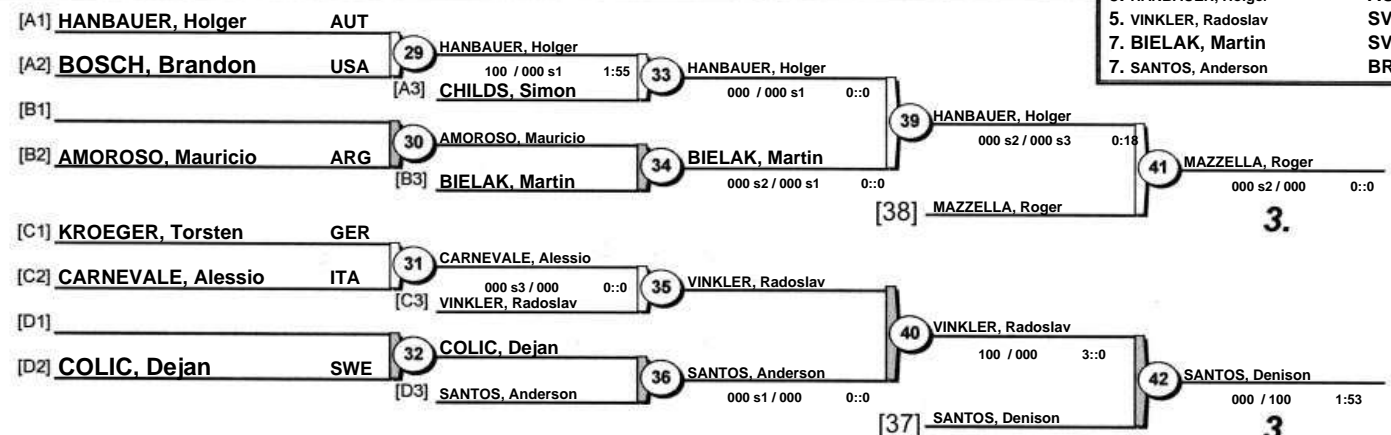 5. VINKLER, Radoslav SV
7. BIELAK, Martin SV
7. SANTOS, Anderson BR
[A1] HANBAUER, Holger AUT
[A2] BOSCH, Brandon USA
29 HANBAUER, Holger
100 / 000 s1 1:55
[A3] CHILDS, Simon
33 HANBAUER, Holger
000 / 000 s1 0::0
[B1]
[B2] AMOROSO, Mauricio ARG
30 AMOROSO, Mauricio
[B3] BIELAK, Martin
34 BIELAK, Martin
000 s2 / 000 s1 0::0
39 HANBAUER, Holger
000 s2 / 000 s3 0:18
[38] MAZZELLA, Roger
41 MAZZELLA, Roger
000 s2 / 000 0::0
3.
[C1] KROEGER, Torsten GER
[C2] CARNEVALE, Alessio ITA
31 CARNEVALE, Alessio
000 s3 / 000 0::0
[C3] VINKLER, Radoslav
35 VINKLER, Radoslav
[D1]
[D2] COLIC, Dejan SWE
32 COLIC, Dejan
[D3] SANTOS, Anderson
36 SANTOS, Anderson
000 s1 / 000 0::0
40 VINKLER, Radoslav
100 / 000 3::0
[37] SANTOS, Denison
42 SANTOS, Denison
000 / 100 1:53
3